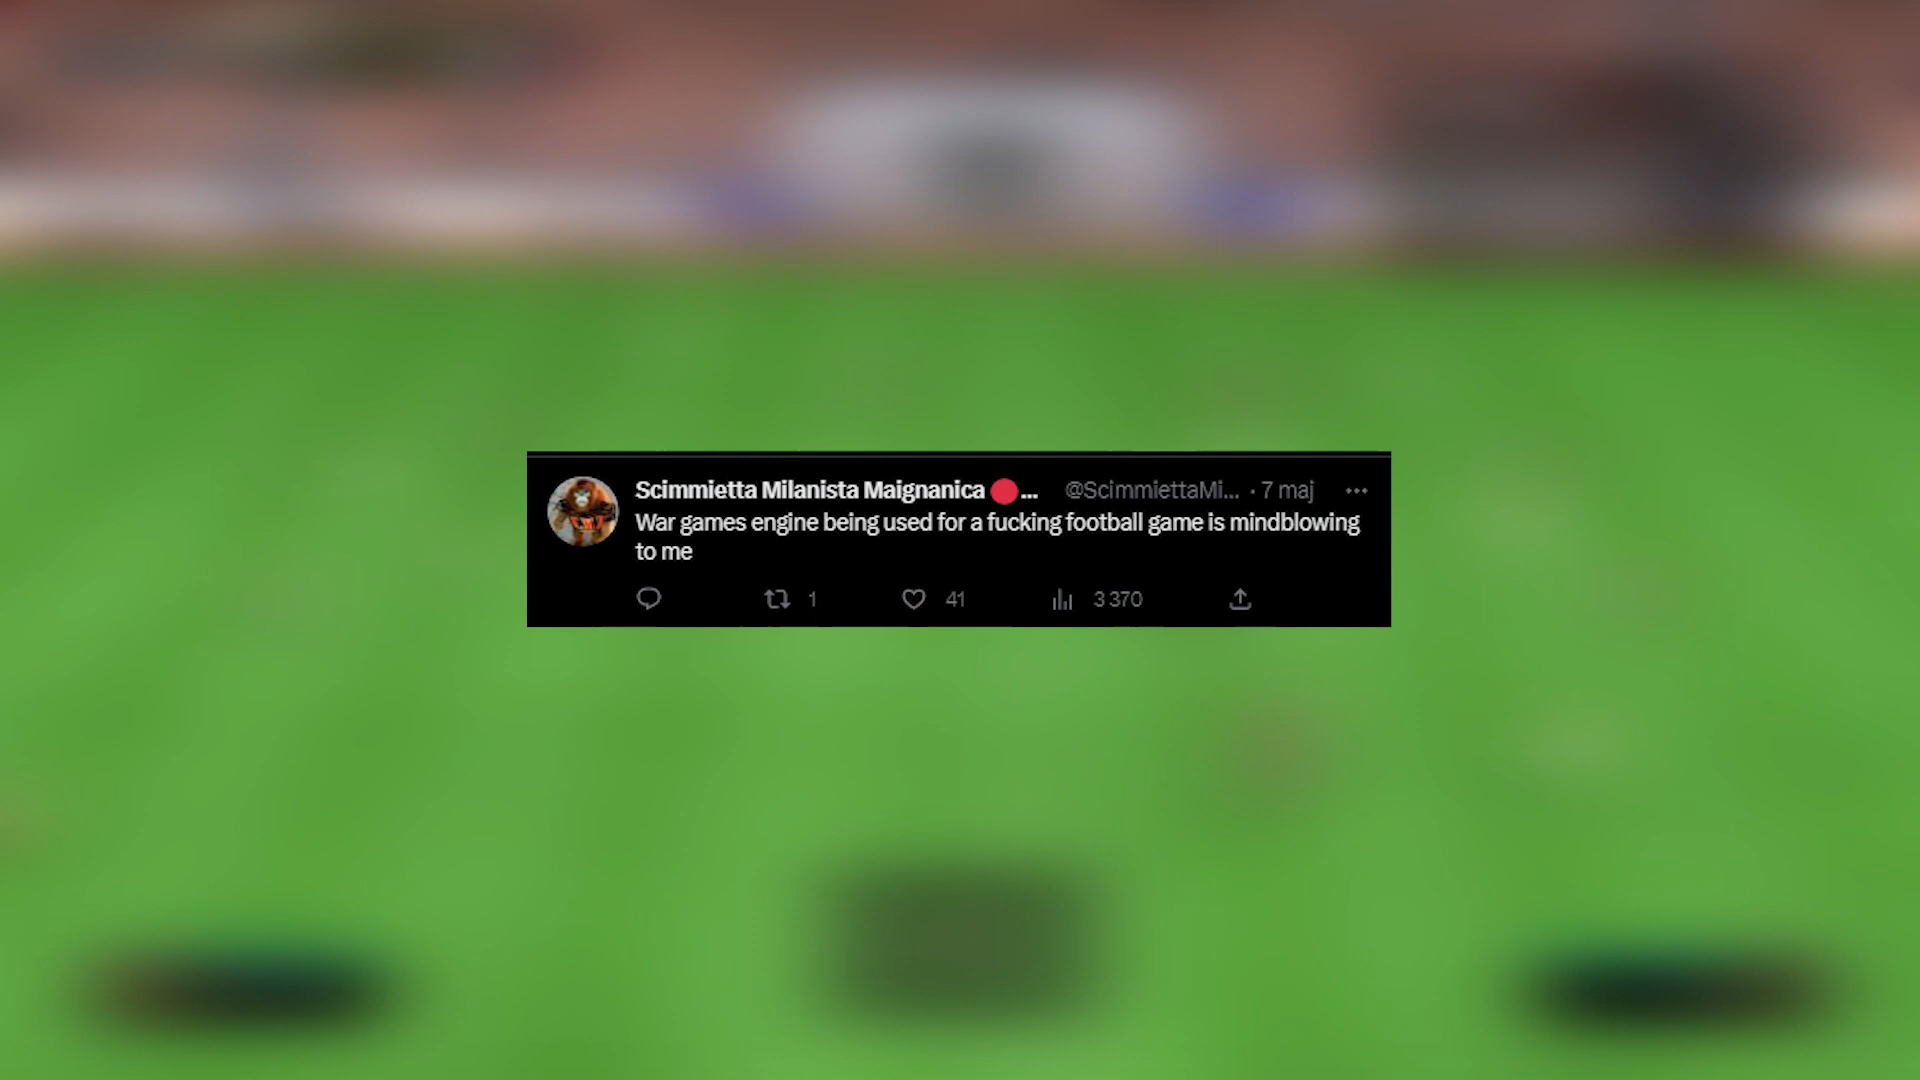 Scimmietta Milanista Maignanica 🔴... @ScimmiettaMi... · 7 maj
War games engine being used for a fucking football game is mindblowing
to me
1 41 3 370